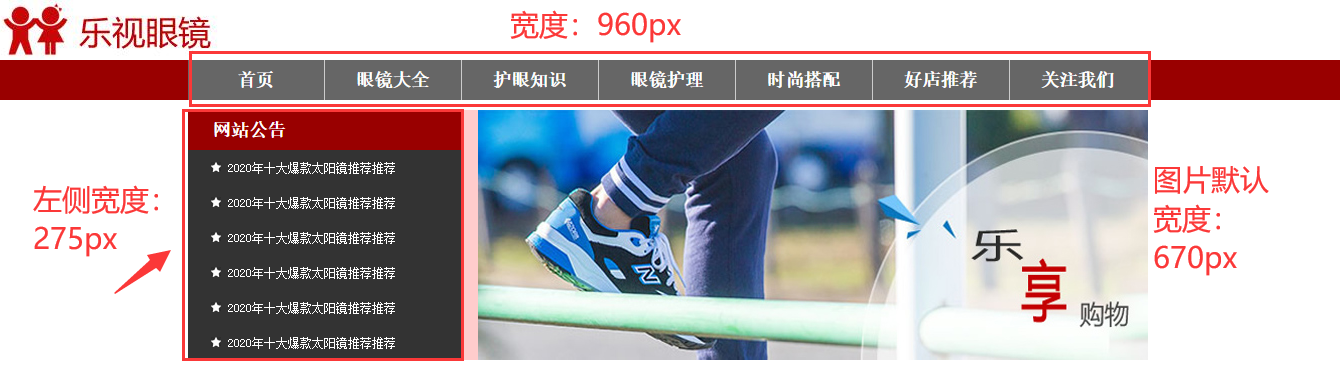 乐视眼镜
宽度：960px
首页 眼镜大全 护眼知识 眼镜护理 时尚搭配 好店推荐 关注我们
网站公告
2020年十大爆款太阳镜推荐推荐
2020年十大爆款太阳镜推荐推荐
2020年十大爆款太阳镜推荐推荐
2020年十大爆款太阳镜推荐推荐
2020年十大爆款太阳镜推荐推荐
2020年十大爆款太阳镜推荐推荐
左侧宽度：
275px
N
乐
享
购物
图片默认
宽度：
670px